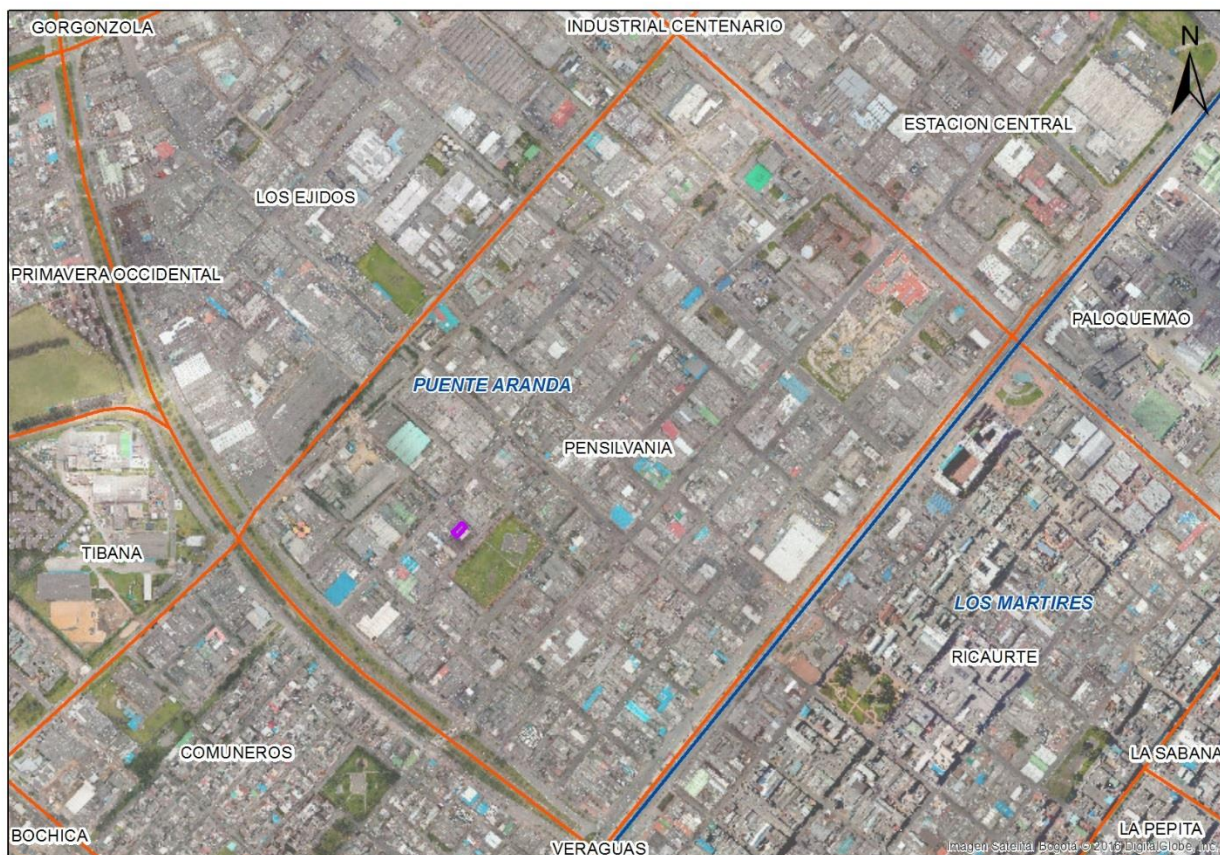 GORGONZOLA
INDUSTRIAL CENTENARIO
N
ESTACION CENTRAL
LOS EJIDOS
PRIMAVERA OCCIDENTAL
PALOQUEMAO
PUENTE ARANDA
PENSILVANIA
TIBANA
LOS MARTIRES
RICAURTE
COMUNEROS
LA SABANA
BOCHICA
LA PEPITA
VERAGUAS
Imagen Satelital Bogotá © 2016 DigitalGlobe, Inc.